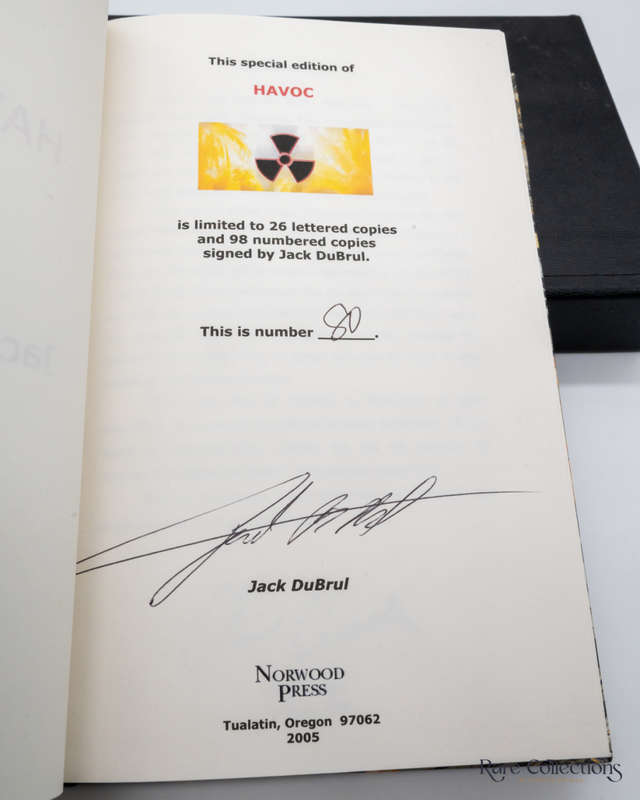 This special edition of
HAVOC
is limited to 26 lettered copies
and 98 numbered copies
signed by Jack DuBrul.
This is number 80.
Jack DuBrul
NORWOOD
PRESS
Tualatin, Oregon 97062
2005
Rare Collections